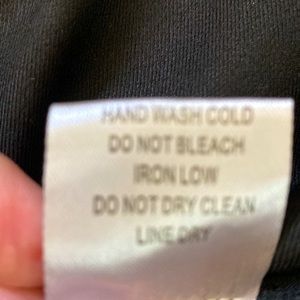 HAND WASH COLD
DO NOT BLEACH
IRON LOW
DO NOT DRY CLEAN
LINE DRY